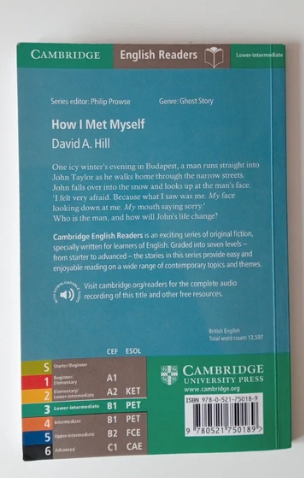 CAMBRIDGE English Readers Lower-intermediate
Series editor: Philip Prowse Genre: Ghost Story
How I Met Myself
David A. Hill
One icy winter's evening in Budapest, a man runs straight into
John Taylor as he walks home through the narrow streets.
John falls over into the snow and looks up at the man's face.
'I felt very afraid. Because what I saw was me. My face
looking down at me. My mouth saying sorry.'
Who is the man, and how will John's life change?
Cambridge English Readers is an exciting series of original fiction,
specially written for learners of English. Graded into seven levels –
from starter to advanced – the stories in this series provide easy and
enjoyable reading on a wide range of contemporary topics and themes.
Visit cambridge.org/readers for the complete audio
recording of this title and other free resources.
British English
Total word count:
CEF ESOL
S Starter/Beginner
1 Beginner/Elementary A1
2 Elementary/Lower-intermediate A2 KET
3 Lower-intermediate B1 PET
4 Intermediate B1 PET
5 Upper-intermediate B2 FCE
6 Advanced C1 CAE
CAMBRIDGE
UNIVERSITY PRESS
www.cambridge.org
ISBN 978-0-521-75018-9
9 780521 750189 >